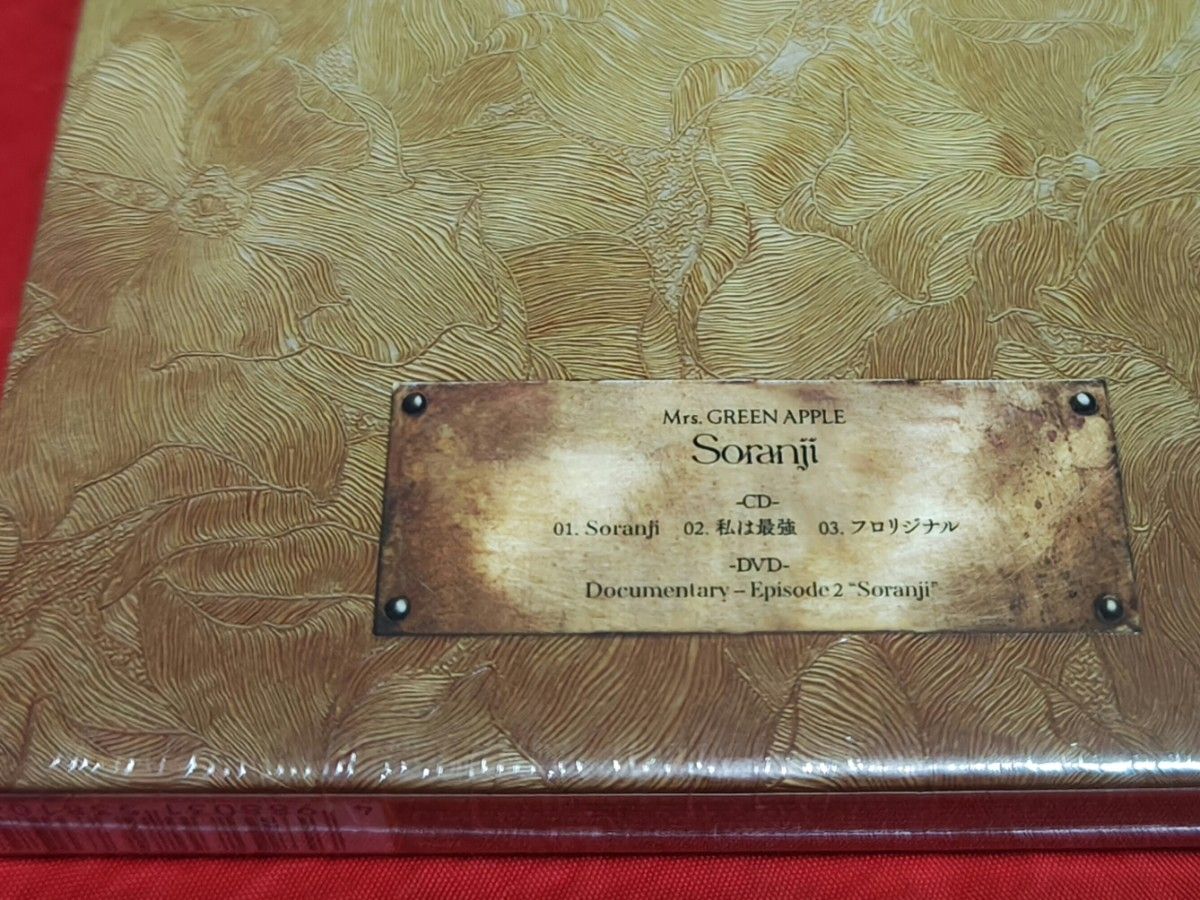 Mrs. GREEN APPLE
Soranji
-CD-
01. Soranji 02. 私は最強 03. フロリジナル
-DVD-
Documentary – Episode 2 “Soranji”